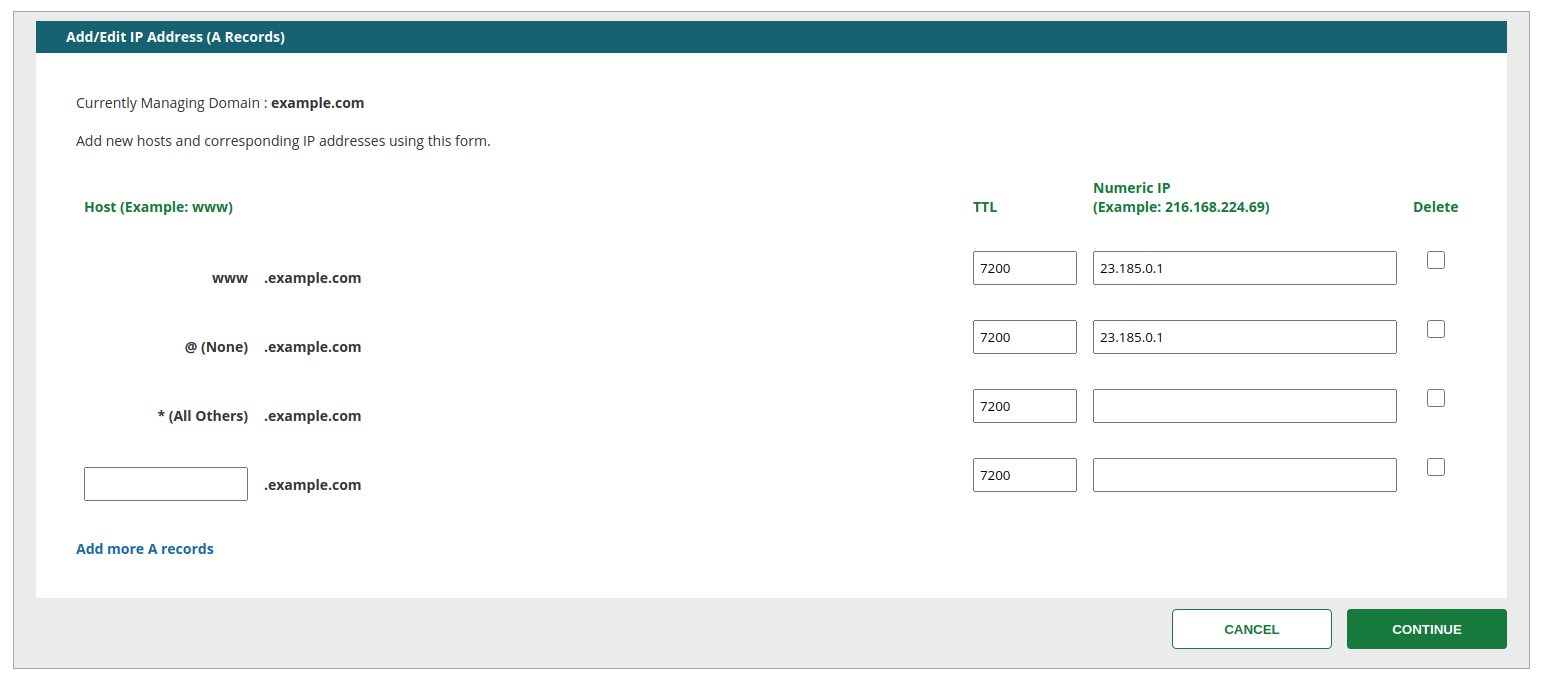 Add/Edit IP Address (A Records)
Currently Managing Domain : example.com
Add new hosts and corresponding IP addresses using this form.
Host (Example: www) TTL Numeric IP (Example: 216.168.224.69) Delete
www .example.com 7200 23.185.0.1
@ (None) .example.com 7200 23.185.0.1
* (All Others) .example.com 7200
.example.com 7200
Add more A records
CANCEL CONTINUE